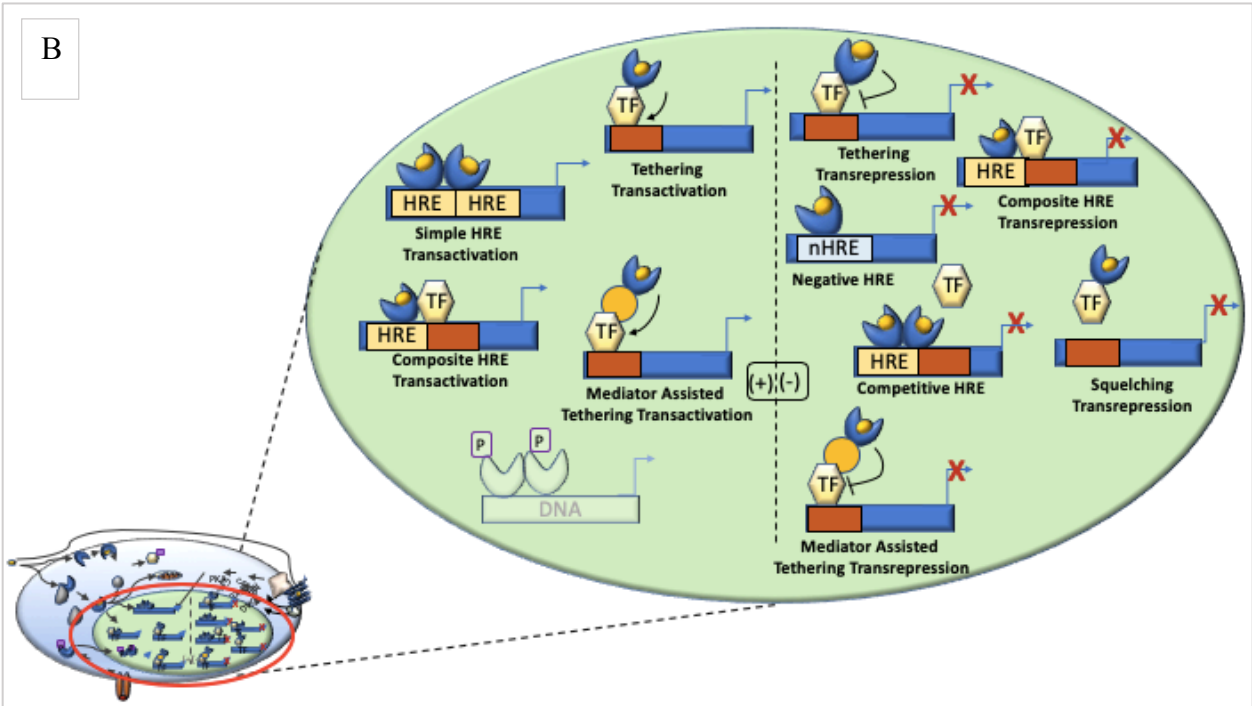 B
TF
Tethering
Transactivation
HRE HRE
Simple HRE
Transactivation
TF
HRE
Composite HRE
Transactivation
TF
Mediator Assisted
Tethering Transactivation
P P
DNA
(+) (-)
TF
X
Tethering
Transrepression
TF
X
HRE
Composite HRE
Transrepression
X
nHRE
Negative HRE
TF
X
HRE
Competitive HRE
TF
X
Squelching
Transrepression
TF
X
Mediator Assisted
Tethering Transrepression